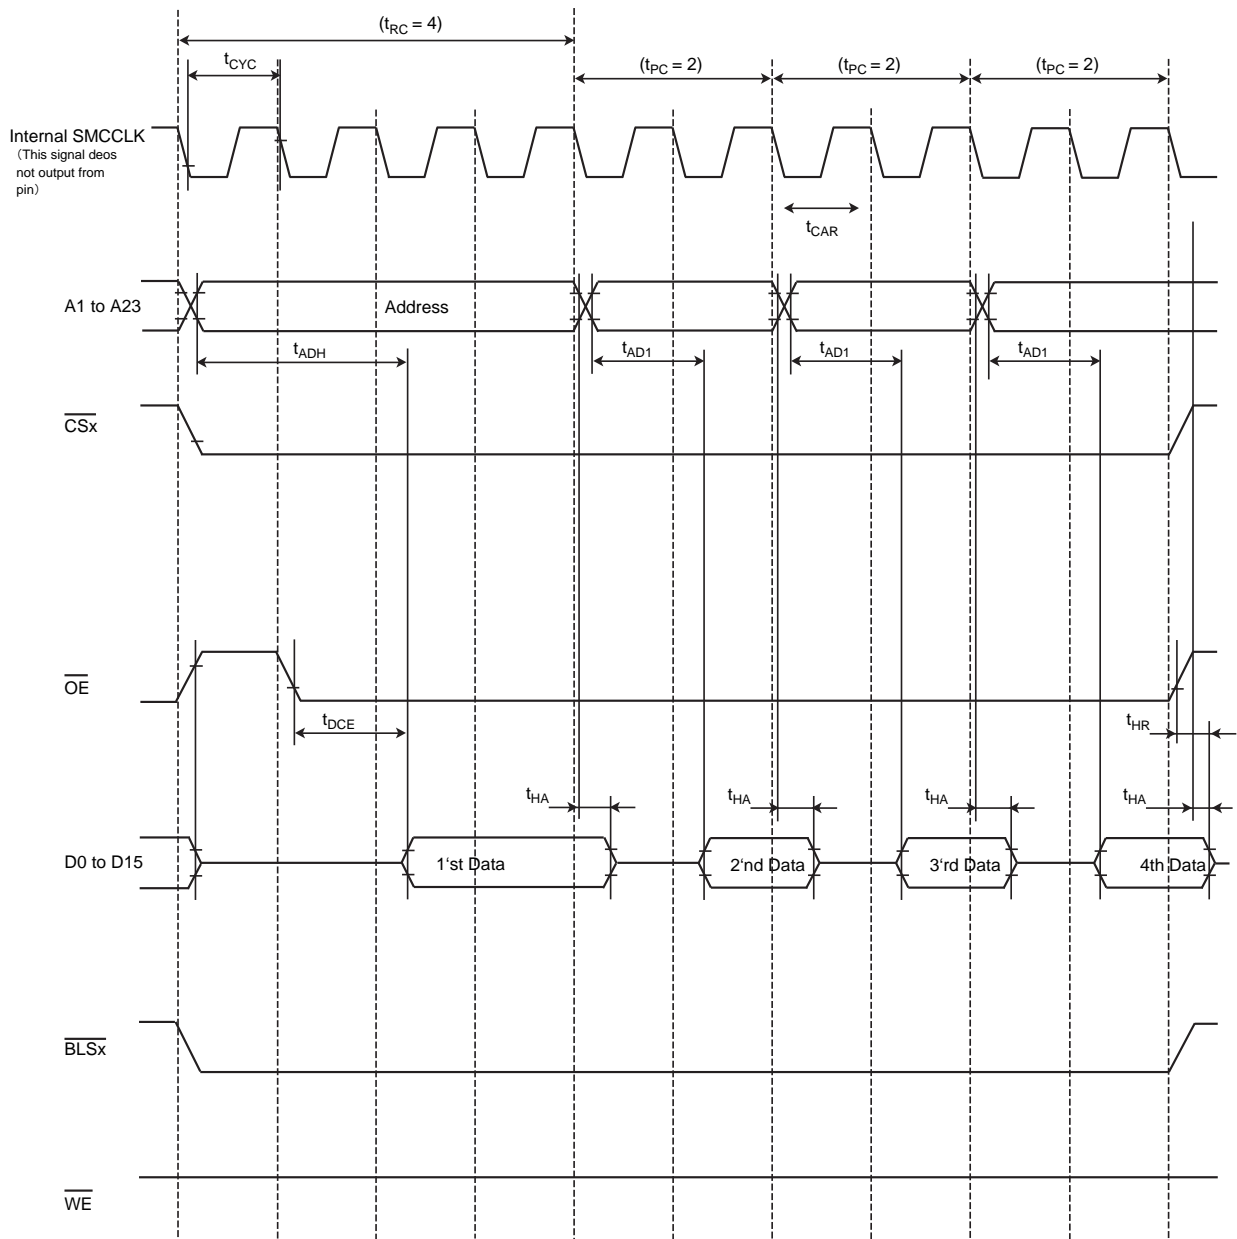 (tRC = 4)
tCYC
(tPC = 2)
(tPC = 2)
(tPC = 2)
Internal SMCCLK
（This signal deos
not output from
pin）
tCAR
A1 to A23
Address
tADH
tAD1
tAD1
tAD1
CSx
OE
tDCE
tHR
tHA
tHA
tHA
tHA
D0 to D15
1‘st Data
2‘nd Data
3‘rd Data
4th Data
BLSx
WE